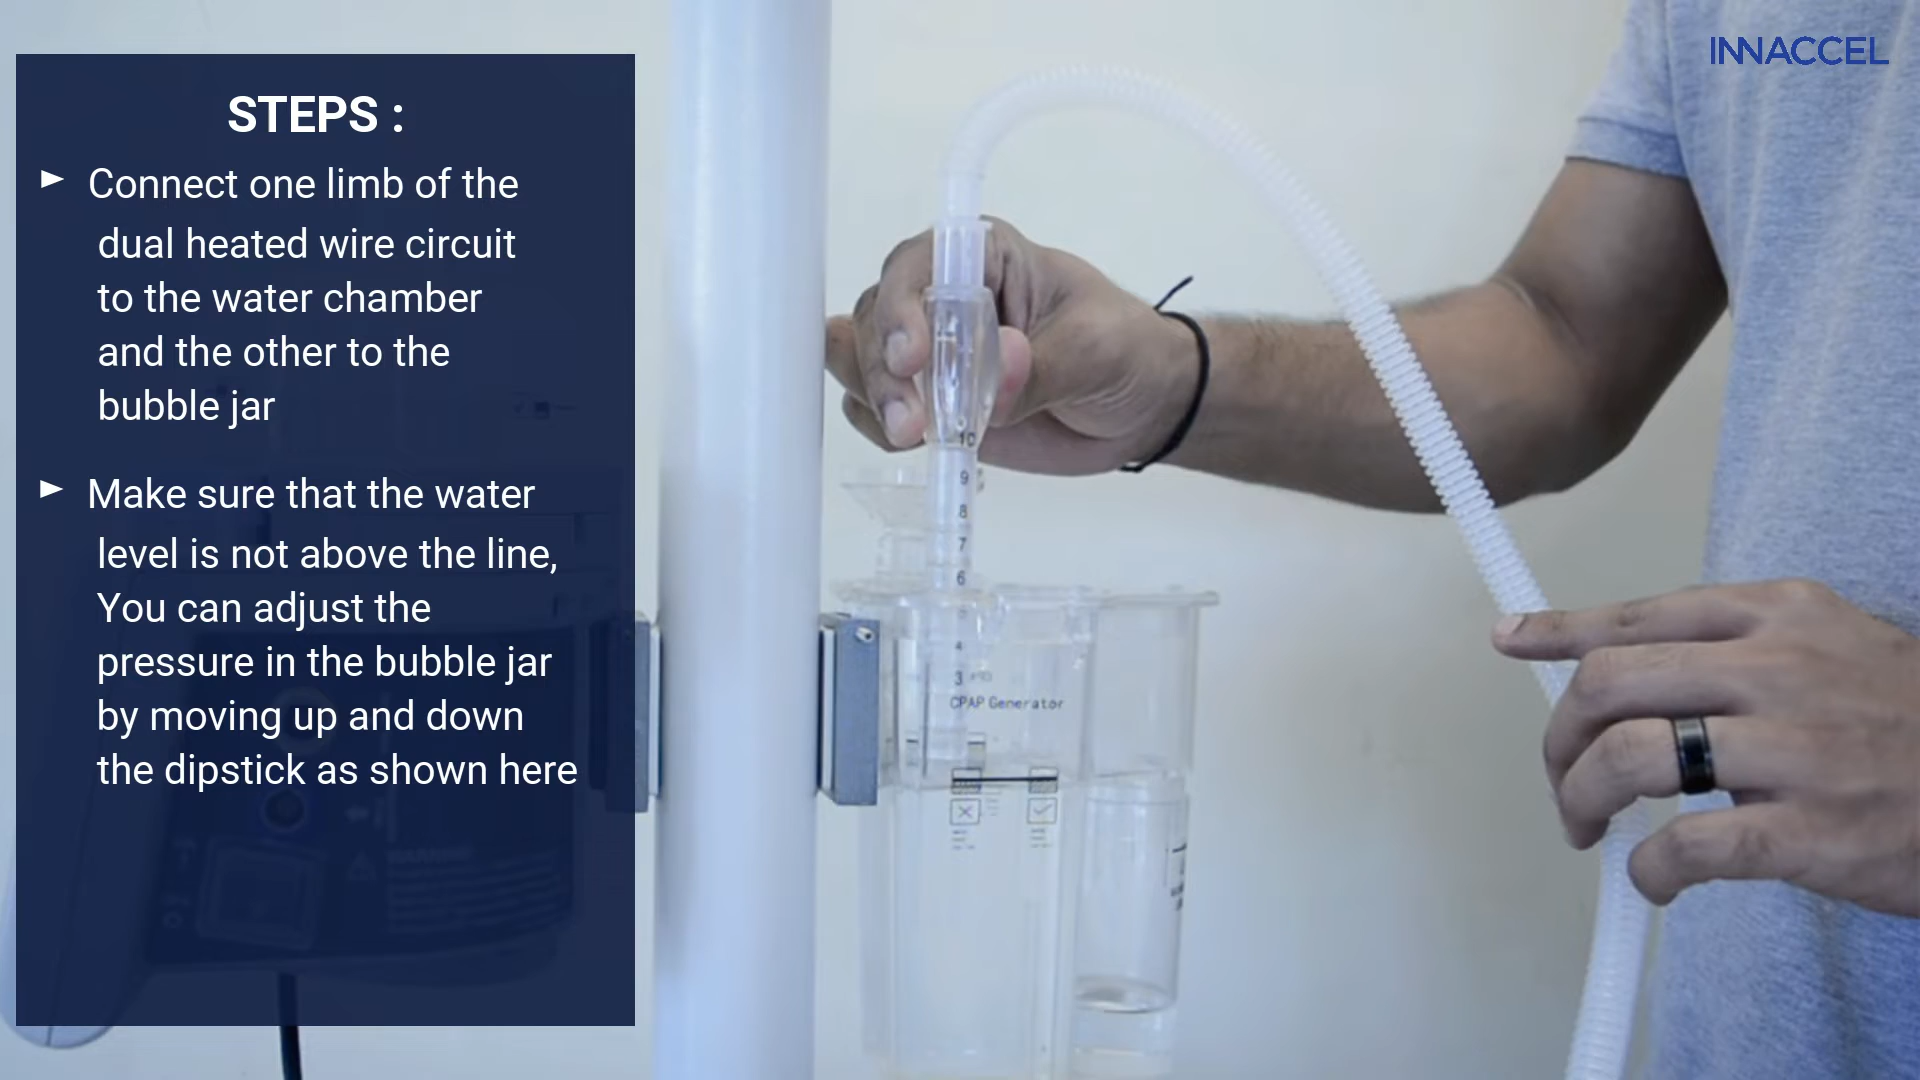 INNACCEL
STEPS :
► Connect one limb of the
dual heated wire circuit
to the water chamber
and the other to the
bubble jar
► Make sure that the water
level is not above the line,
You can adjust the
pressure in the bubble jar
by moving up and down
the dipstick as shown here
10
9
8
7
6
5
4
3
CPAP Generator
WARNING